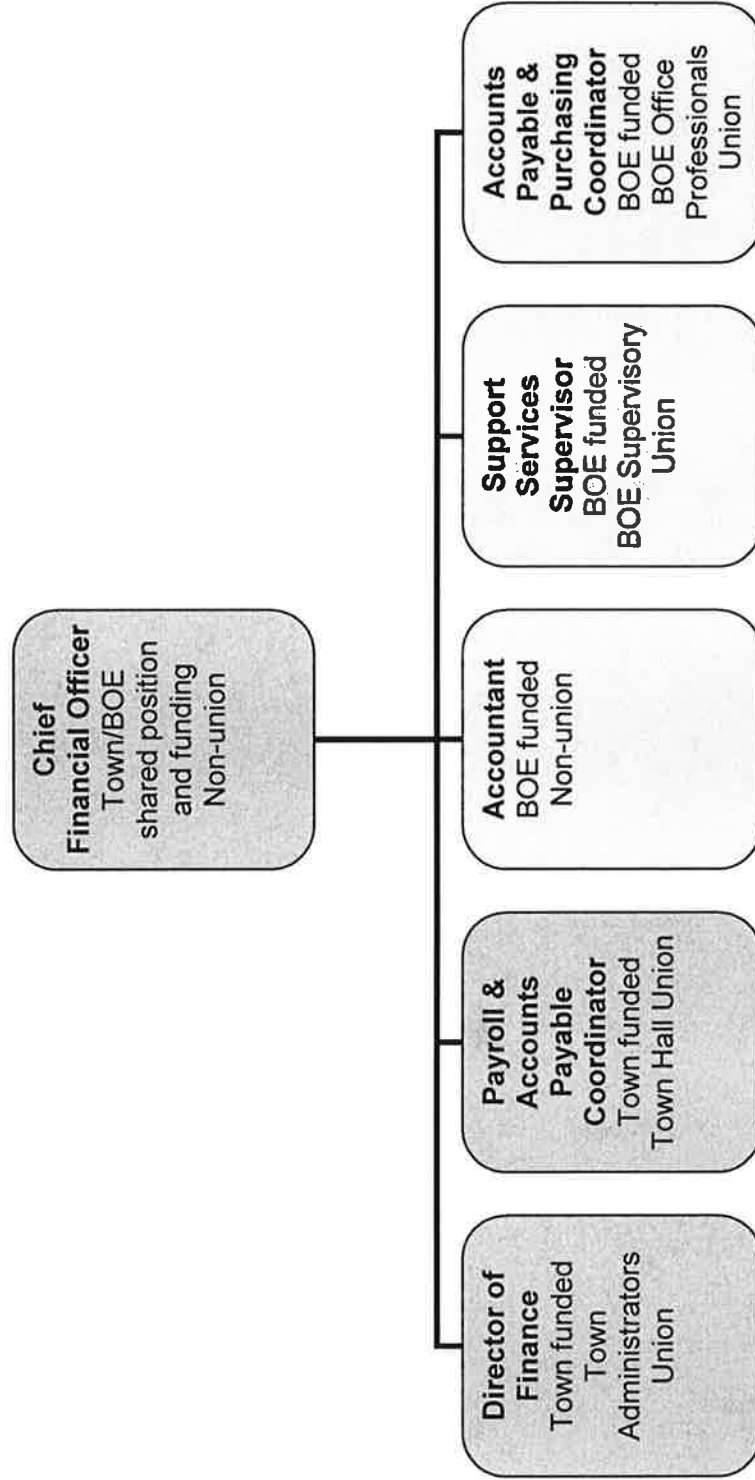 Chief
Financial Officer
Town/BOE
shared position
and funding
Non-union
Director of
Finance
Town funded
Town
Administrators
Union
Payroll &
Accounts
Payable
Coordinator
Town funded
Town Hall Union
Accountant
BOE funded
Non-union
Support
Services
Supervisor
BOE funded
BOE Supervisory
Union
Accounts
Payable &
Purchasing
Coordinator
BOE funded
BOE Office
Professionals
Union